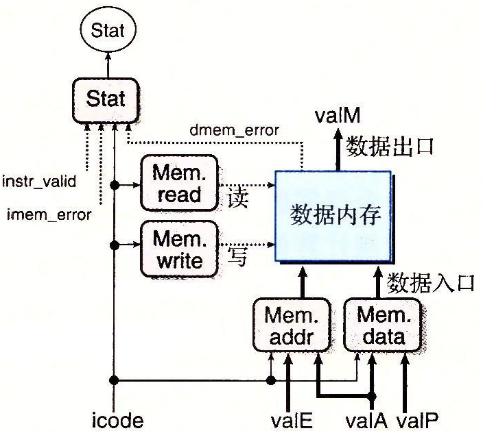 Stat
Stat
dmem_error
valM
数据出口
instr_valid
imem_error
Mem.
read
读
数据内存
Mem.
write
写
数据入口
Mem.
addr
Mem.
data
icode
valE
valA
valP